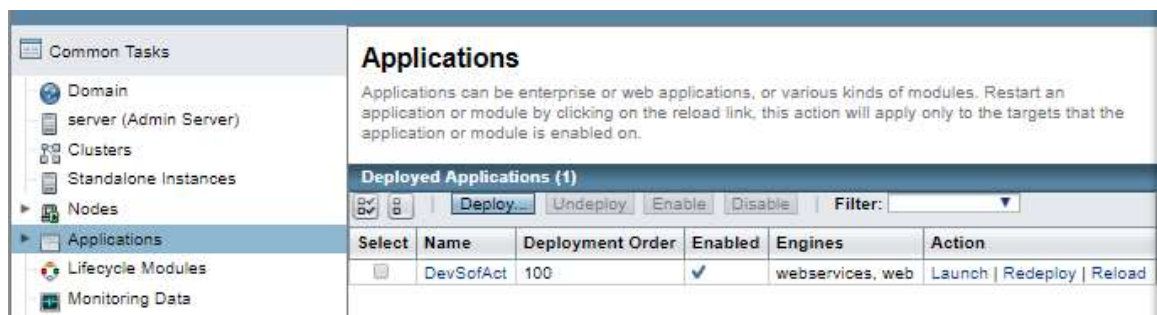 Common Tasks
Domain
server (Admin Server)
Clusters
Standalone Instances
Nodes
Applications
Lifecycle Modules
Monitoring Data
Applications
Applications can be enterprise or web applications, or various kinds of modules. Restart an
application or module by clicking on the reload link, this action will apply only to the targets that the
application or module is enabled on.
Deployed Applications (1)
Deploy... Undeploy Enable Disable Filter:
Select Name Deployment Order Enabled Engines Action
DevSofAct 100 webservices, web Launch | Redeploy | Reload